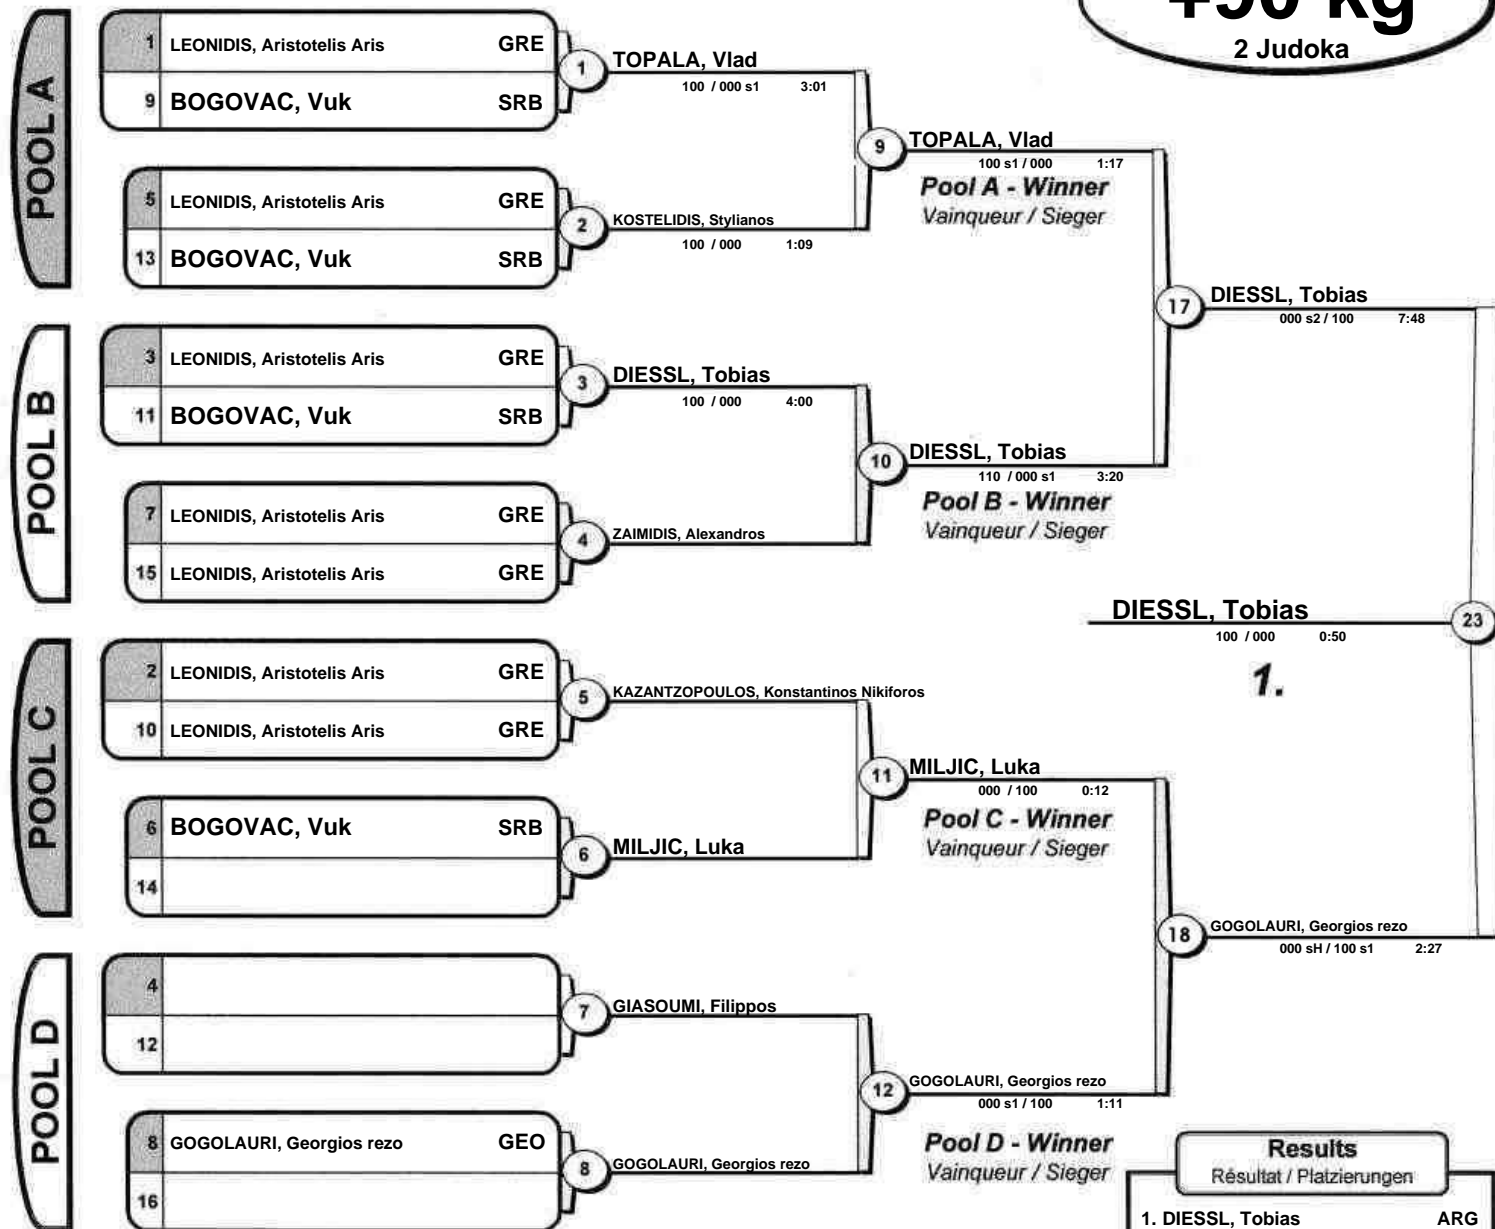 +90 kg
2 Judoka
POOL A
1 LEONIDIS, Aristotelis Aris GRE
9 BOGOVAC, Vuk SRB
1
TOPALA, Vlad
100 / 000 s1 3:01
5 LEONIDIS, Aristotelis Aris GRE
13 BOGOVAC, Vuk SRB
2
KOSTELIDIS, Stylianos
100 / 000 1:09
9
TOPALA, Vlad
100 s1 / 000 1:17
Pool A - Winner
Vainqueur / Sieger
POOL B
3 LEONIDIS, Aristotelis Aris GRE
11 BOGOVAC, Vuk SRB
3
DIESSL, Tobias
100 / 000 4:00
7 LEONIDIS, Aristotelis Aris GRE
15 LEONIDIS, Aristotelis Aris GRE
4
ZAIMIDIS, Alexandros
10
DIESSL, Tobias
110 / 000 s1 3:20
Pool B - Winner
Vainqueur / Sieger
17
DIESSL, Tobias
000 s2 / 100 7:48
DIESSL, Tobias
100 / 000 0:50
23
1.
POOL C
2 LEONIDIS, Aristotelis Aris GRE
10 LEONIDIS, Aristotelis Aris GRE
5
KAZANTZOPOULOS, Konstantinos Nikiforos
6 BOGOVAC, Vuk SRB
14
6
MILJIC, Luka
11
MILJIC, Luka
000 / 100 0:12
Pool C - Winner
Vainqueur / Sieger
18
GOGOLAURI, Georgios rezo
000 sH / 100 s1 2:27
POOL D
4
12
7
GIASOUMI, Filippos
8 GOGOLAURI, Georgios rezo GEO
16
8
GOGOLAURI, Georgios rezo
12
GOGOLAURI, Georgios rezo
000 s1 / 100 1:11
Pool D - Winner
Vainqueur / Sieger
Results
Résultat / Platzierungen
1. DIESSL, Tobias ARG